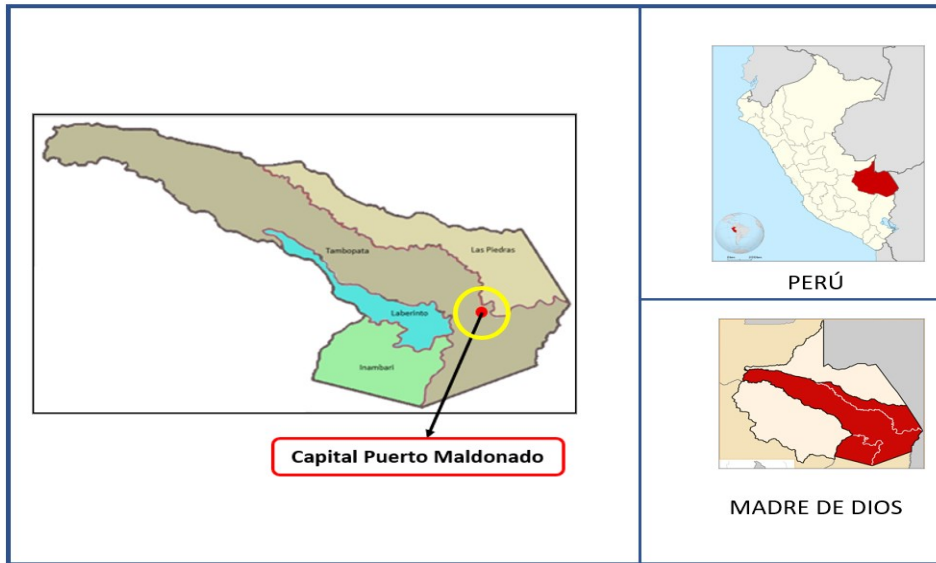 Tambopata
Las Piedras
Laberinto
Inambari
Capital Puerto Maldonado
PERÚ
MADRE DE DIOS